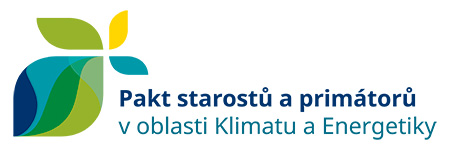 Pakt starostů a primátorů
v oblasti Klimatu a Energetiky